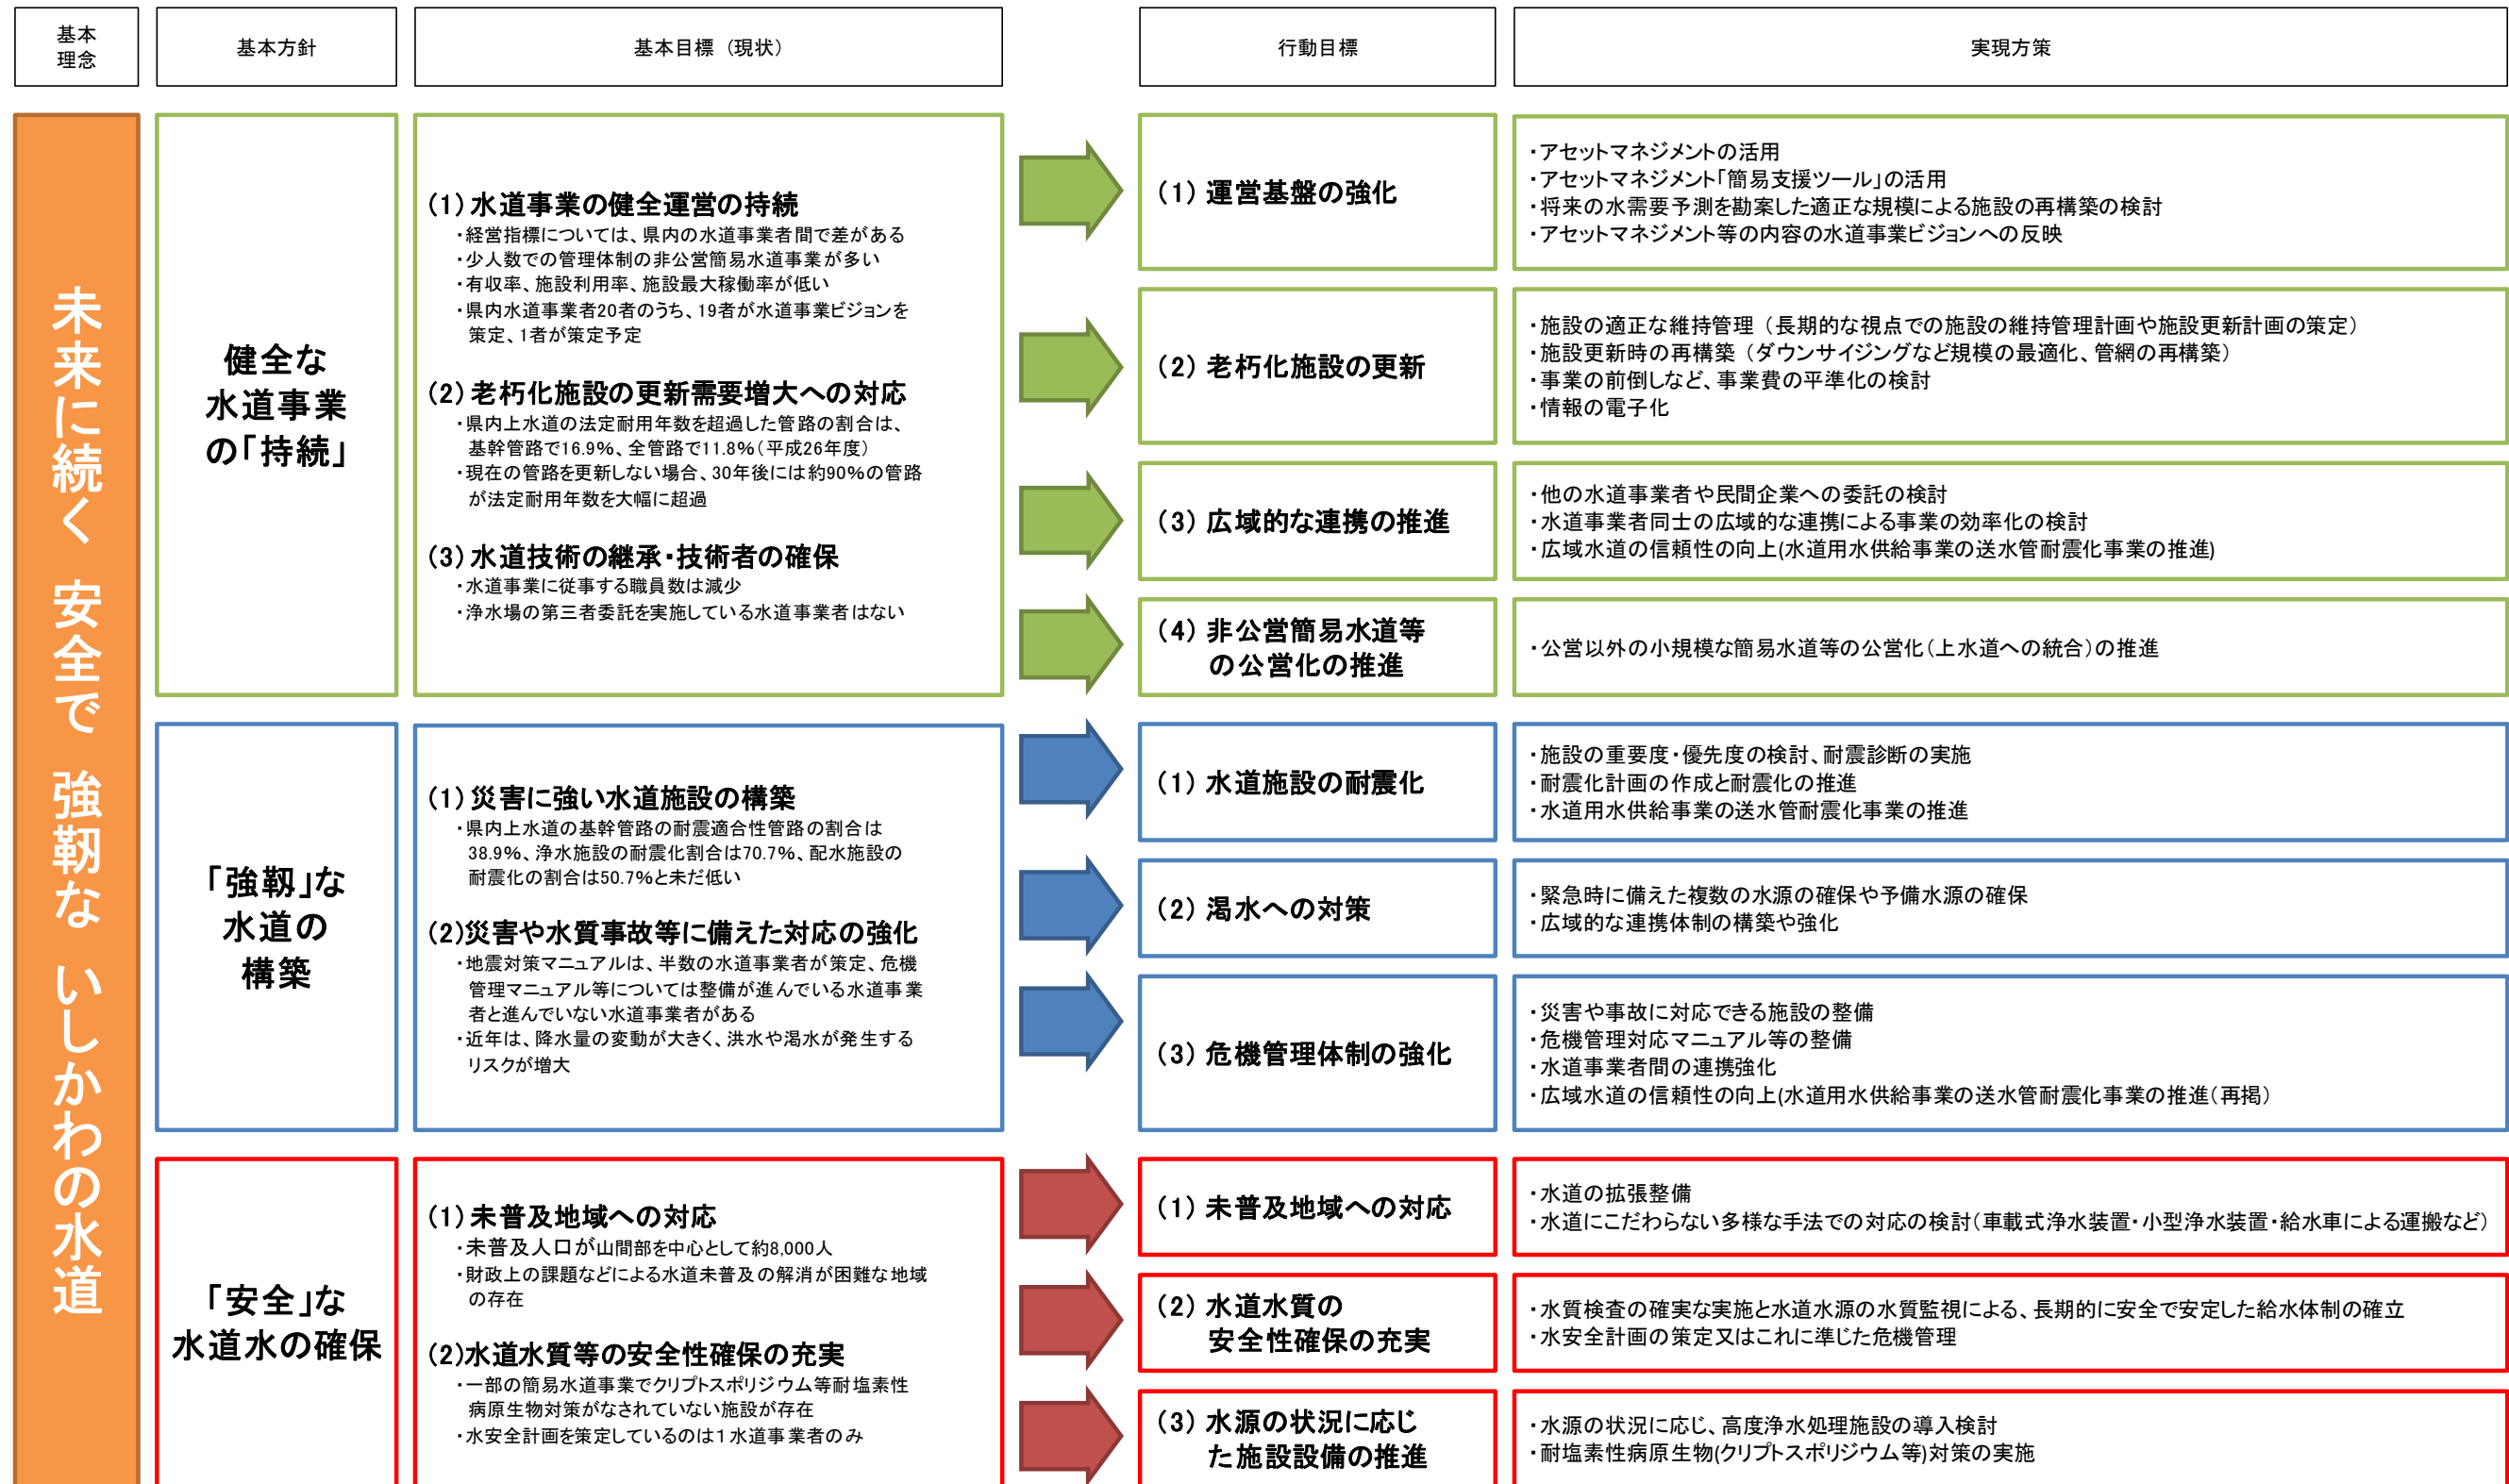 基本
理念
基本方針
基本目標（現状）
行動目標
実現方策
未来に続く 安全で 強靭な いしかわの水道
健全な
水道事業
の「持続」
（1）水道事業の健全運営の持続
・経営指標については、県内の水道事業者間で差がある
・少人数での管理体制の非公営簡易水道事業が多い
・有収率、施設利用率、施設最大稼働率が低い
・県内水道事業者20者のうち、19者が水道事業ビジョンを
策定、1者が策定予定
（2）老朽化施設の更新需要増大への対応
・県内上水道の法定耐用年数を超過した管路の割合は、
基幹管路で16.9%、全管路で11.8%（平成26年度）
・現在の管路を更新しない場合、30年後には約90%の管路
が法定耐用年数を大幅に超過
（3）水道技術の継承・技術者の確保
・水道事業に従事する職員数は減少
・浄水場の第三者委託を実施している水道事業者はない
（1）運営基盤の強化
・アセットマネジメントの活用
・アセットマネジメント「簡易支援ツール」の活用
・将来の水需要予測を勘案した適正な規模による施設の再構築の検討
・アセットマネジメント等の内容の水道事業ビジョンへの反映
（2）老朽化施設の更新
・施設の適正な維持管理（長期的な視点での施設の維持管理計画や施設更新計画の策定）
・施設更新時の再構築（ダウンサイジングなど規模の最適化、管網の再構築）
・事業の前倒しなど、事業費の平準化の検討
・情報の電子化
（3）広域的な連携の推進
・他の水道事業者や民間企業への委託の検討
・水道事業者同士の広域的な連携による事業の効率化の検討
・広域水道の信頼性の向上(水道用水供給事業の送水管耐震化事業の推進)
（4）非公営簡易水道等
の公営化の推進
・公営以外の小規模な簡易水道等の公営化（上水道への統合）の推進
「強靱」な
水道の
構築
（1）災害に強い水道施設の構築
・県内上水道の基幹管路の耐震適合性管路の割合は
38.9%、浄水施設の耐震化割合は70.7%、配水施設の
耐震化の割合は50.7%と未だ低い
（2)災害や水質事故等に備えた対応の強化
・地震対策マニュアルは、半数の水道事業者が策定、危機
管理マニュアル等については整備が進んでいる水道事業
者と進んでいない水道事業者がある
・近年は、降水量の変動が大きく、洪水や渇水が発生する
リスクが増大
（1）水道施設の耐震化
・施設の重要度・優先度の検討、耐震診断の実施
・耐震化計画の作成と耐震化の推進
・水道用水供給事業の送水管耐震化事業の推進
（2）渇水への対策
・緊急時に備えた複数の水源の確保や予備水源の確保
・広域的な連携体制の構築や強化
（3）危機管理体制の強化
・災害や事故に対応できる施設の整備
・危機管理対応マニュアル等の整備
・水道事業者間の連携強化
・広域水道の信頼性の向上(水道用水供給事業の送水管耐震化事業の推進（再掲）
「安全」な
水道水の確保
（1）未普及地域への対応
・未普及人口が山間部を中心として約8,000人
・財政上の課題などによる水道未普及の解消が困難な地域
の存在
（2)水道水質等の安全性確保の充実
・一部の簡易水道事業でクリプトスポリジウム等耐塩素性
病原生物対策がなされていない施設が存在
・水安全計画を策定しているのは１水道事業者のみ
（1）未普及地域への対応
・水道の拡張整備
・水道にこだわらない多様な手法での対応の検討（車載式浄水装置・小型浄水装置・給水車による運搬など）
（2）水道水質の
安全性確保の充実
・水質検査の確実な実施と水道水源の水質監視による、長期的に安全で安定した給水体制の確立
・水安全計画の策定又はこれに準じた危機管理
（3）水源の状況に応じ
た施設設備の推進
・水源の状況に応じ、高度浄水処理施設の導入検討
・耐塩素性病原生物(クリプトスポリジウム等)対策の実施